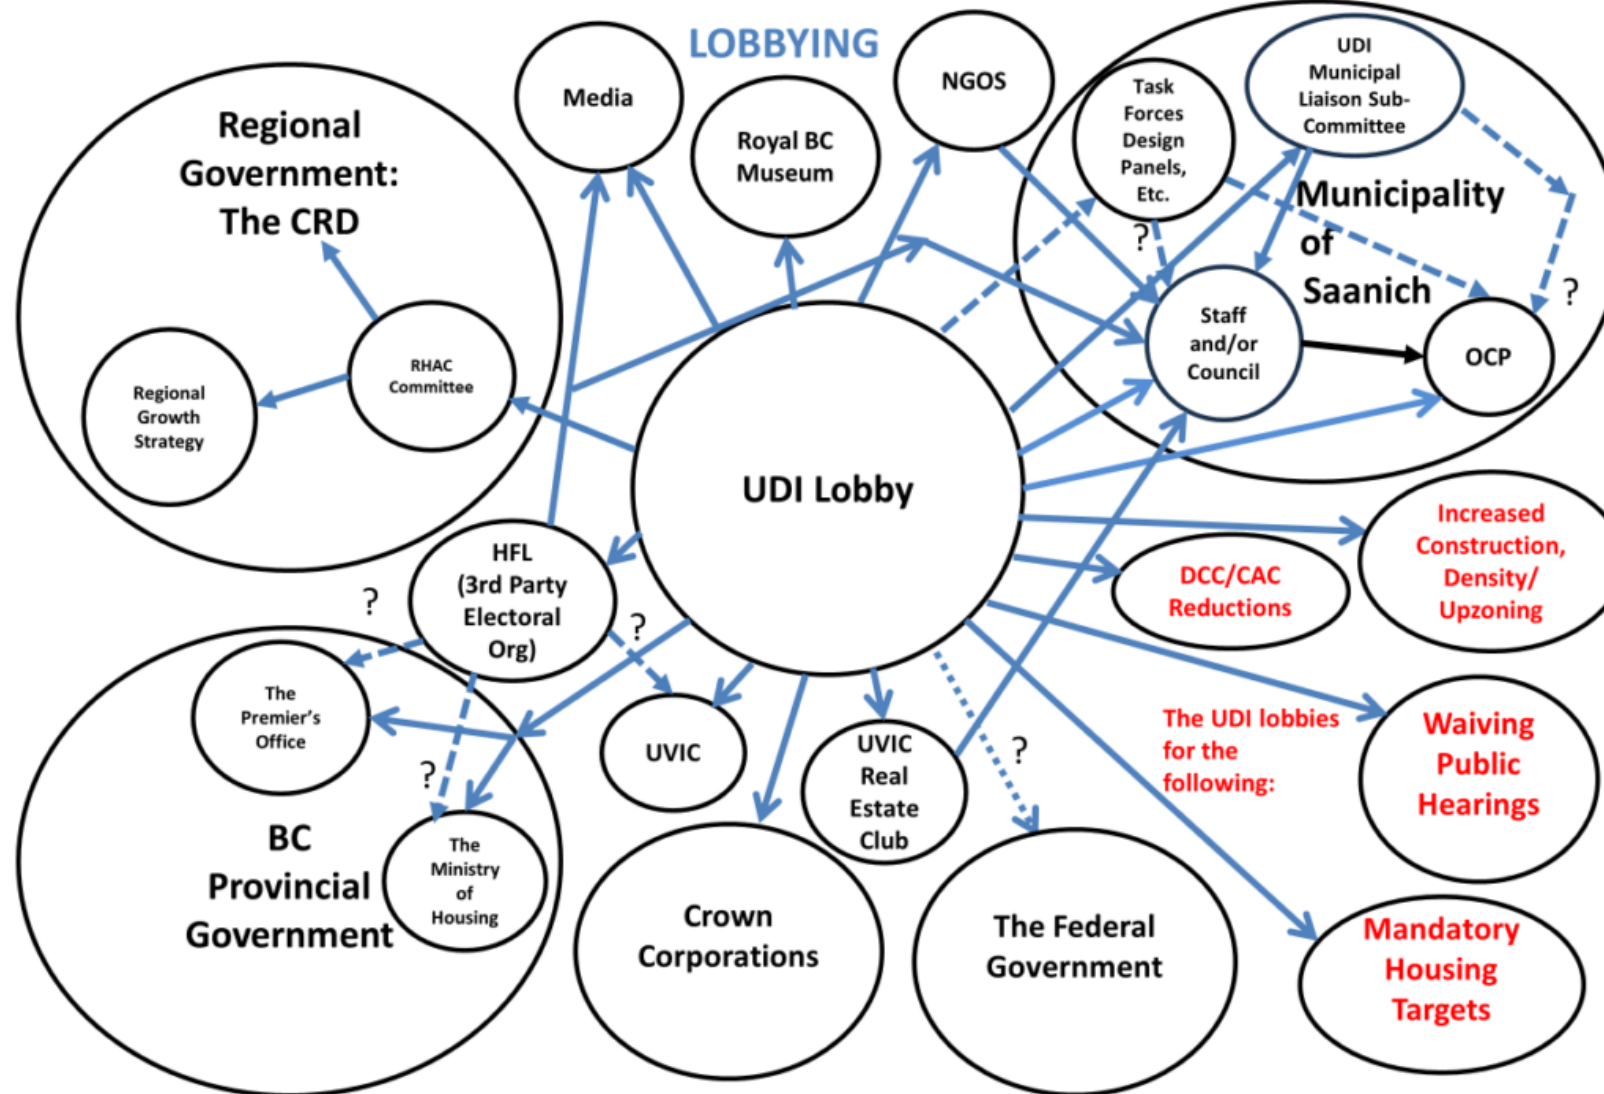 LOBBYING
Media
Royal BC
Museum
NGOS
Task
Forces
Design
Panels,
Etc.
UDI
Municipal
Liaison Sub-
Committee
Regional
Government:
The CRD
Municipality
of
Saanich
?
?
Staff
and/or
Council
OCP
RHAC
Committee
Regional
Growth
Strategy
UDI Lobby
HFL
(3rd Party
Electoral
Org)
?
?
?
Increased
Construction,
Density/
Upzoning
DCC/CAC
Reductions
The
Premier's
Office
BC
Provincial
Government
The
Ministry
of
Housing
UVIC
UVIC
Real
Estate
Club
?
The UDI lobbies
for the
following:
Waiving
Public
Hearings
Crown
Corporations
The Federal
Government
Mandatory
Housing
Targets